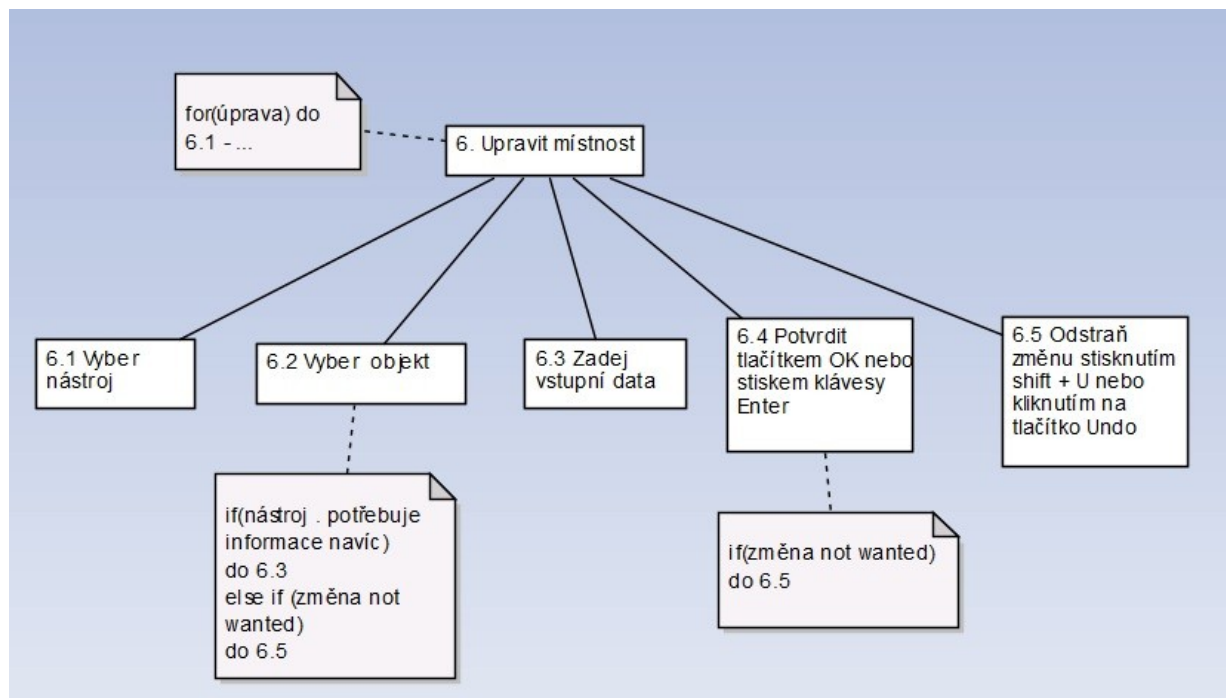 for(úprava) do
6.1 - ...
6. Upravit místnost
6.1 Vyber
nástroj
6.2 Vyber objekt
6.3 Zadej
vstupní data
6.4 Potvrdit
tlačítkem OK nebo
stiskem klávesy
Enter
6.5 Odstraň
změnu stisknutím
shift + U nebo
kliknutím na
tlačítko Undo
if(nástroj . potřebuje
informace navíc)
do 6.3
else if (změna not
wanted)
do 6.5
if(změna not wanted)
do 6.5